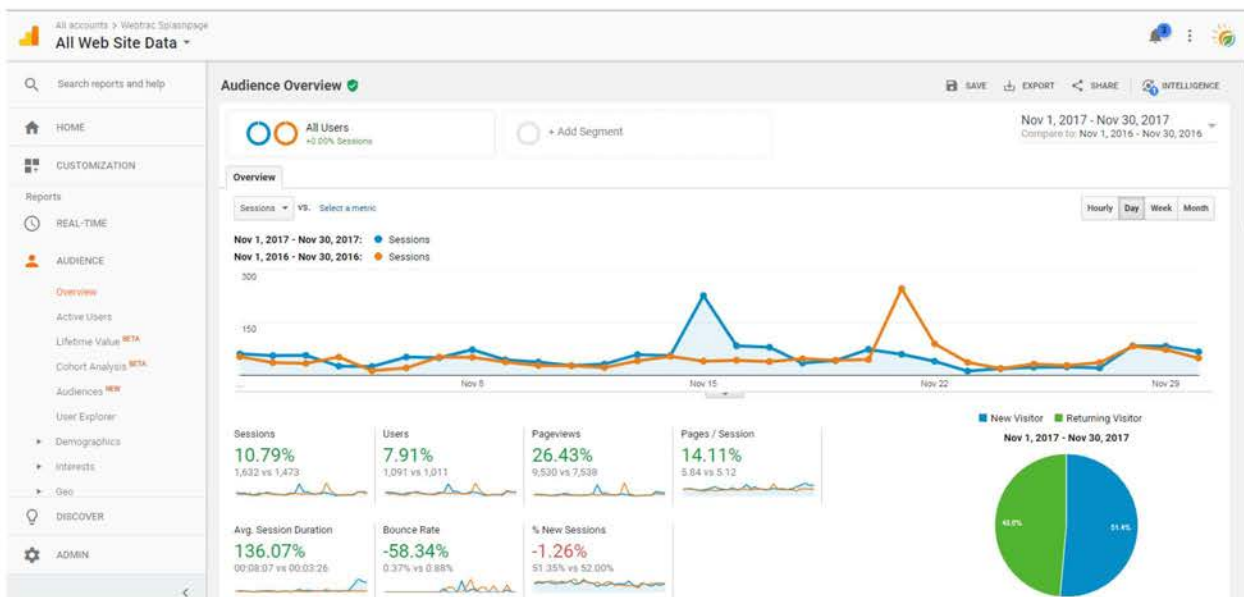 All accounts > Webtrac Splashpage
All Web Site Data
Search reports and help
HOME
CUSTOMIZATION
Reports
REAL-TIME
AUDIENCE
Overview
Active Users
Lifetime Value BETA
Cohort Analysis BETA
Audiences NEW
User Explorer
Demographics
Interests
Geo
DISCOVER
ADMIN
Audience Overview
SAVE
EXPORT
SHARE
INTELLIGENCE
All Users
+0.00% Sessions
+ Add Segment
Nov 1, 2017 - Nov 30, 2017
Compare to: Nov 1, 2016 - Nov 30, 2016
Overview
Sessions VS. Select a metric
Hourly Day Week Month
Nov 1, 2017 - Nov 30, 2017: Sessions
Nov 1, 2016 - Nov 30, 2016: Sessions
300
150
...
Nov 8
Nov 15
Nov 22
Nov 29
New Visitor Returning Visitor
Nov 1, 2017 - Nov 30, 2017
51.4%
Sessions
10.79%
1,632 vs 1,473
Users
7.91%
1,091 vs 1,011
Pageviews
26.43%
9,530 vs 7,538
Pages / Session
14.11%
5.84 vs 5.12
Avg. Session Duration
136.07%
00:08:07 vs 00:03:26
Bounce Rate
-58.34%
0.37% vs 0.88%
% New Sessions
-1.26%
51.35% vs 52.00%